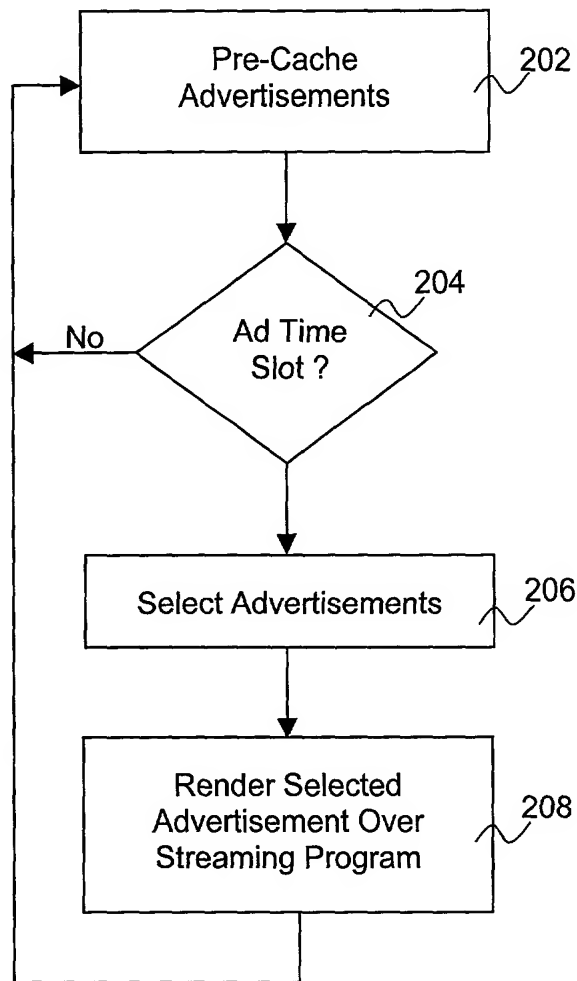 Pre-Cache
Advertisements
202
204
Ad Time
Slot ?
No
Select Advertisements
206
Render Selected
Advertisement Over
Streaming Program
208